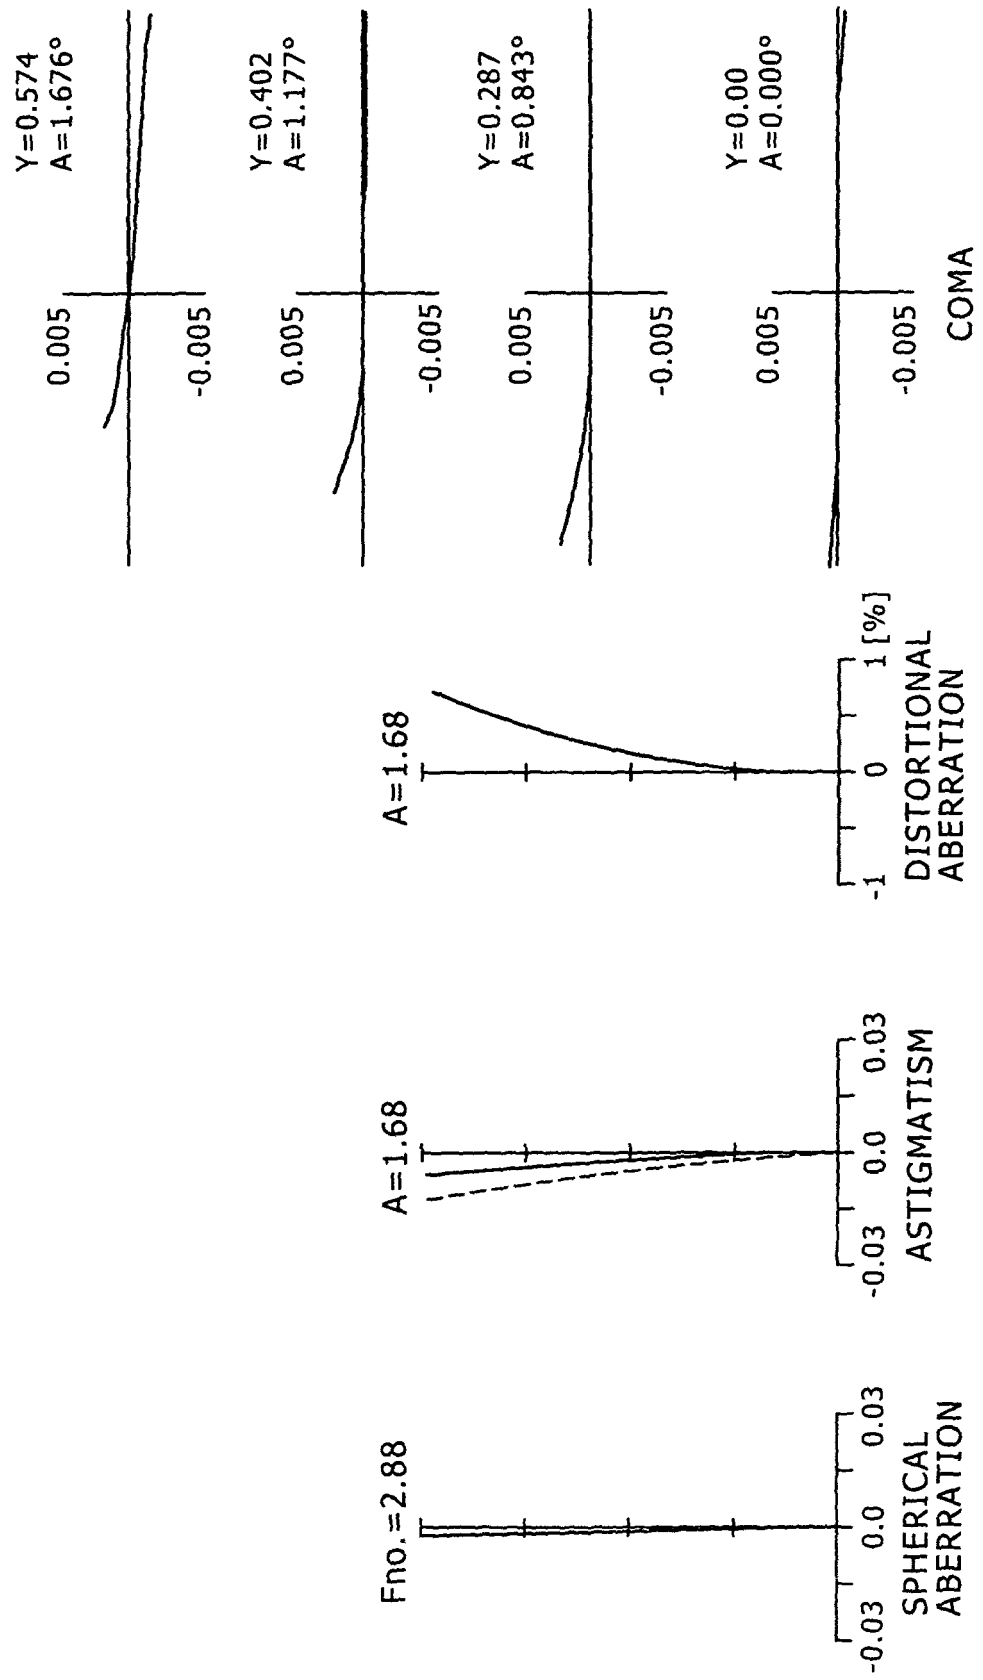 Fno.=2.88
-0.03 0.0 0.03
SPHERICAL
ABERRATION
A=1.68
-0.03 0.0 0.03
ASTIGMATISM
A=1.68
-1 0 1 [%]
DISTORTIONAL
ABERRATION
Y=0.574
A=1.676°
0.005
-0.005
Y=0.402
A=1.177°
0.005
-0.005
Y=0.287
A=0.843°
0.005
-0.005
Y=0.00
A=0.000°
0.005
-0.005
COMA